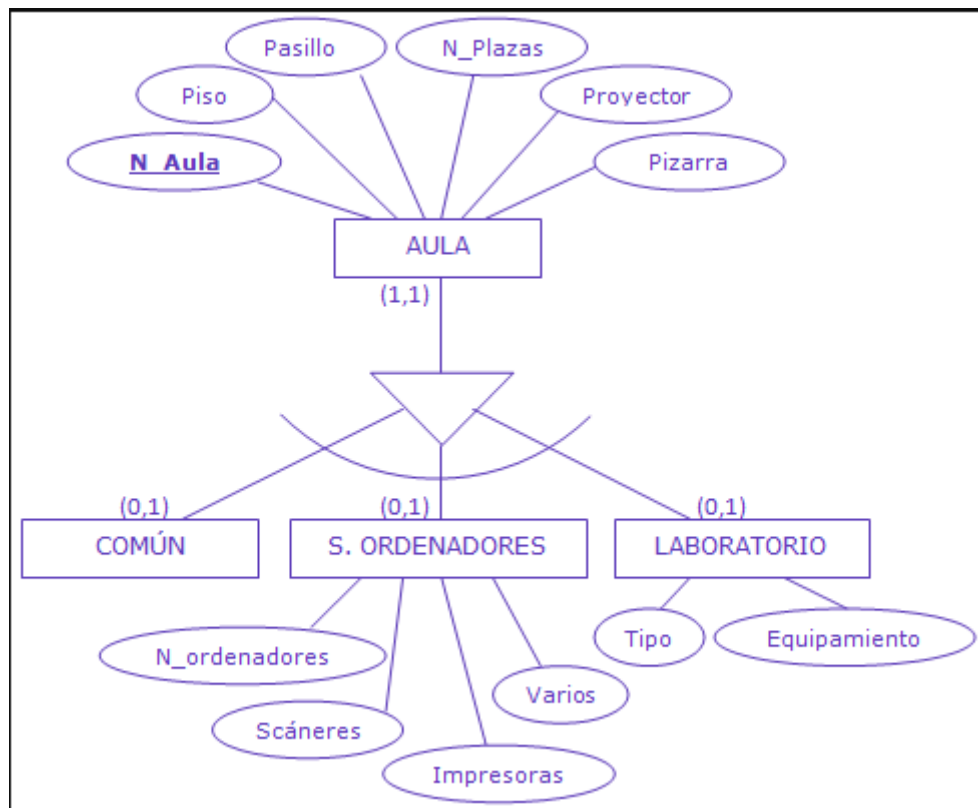 Pasillo
N_Plazas
Piso
Proyector
N_Aula
Pizarra
AULA
(1,1)
(0,1)
(0,1)
(0,1)
COMÚN
S. ORDENADORES
LABORATORIO
Tipo
Equipamiento
N_ordenadores
Varios
Scáneres
Impresoras